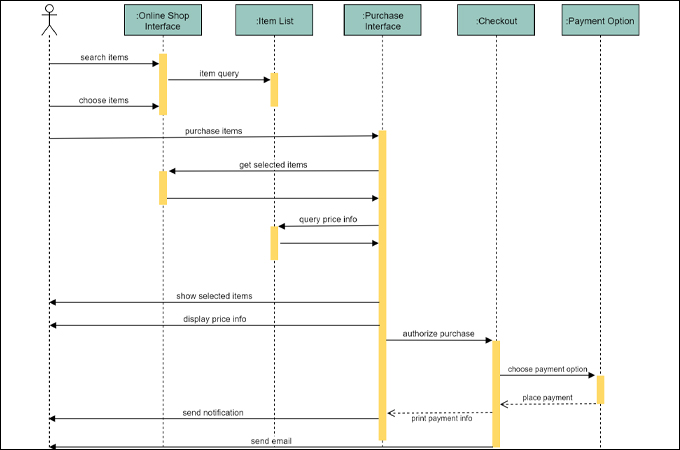 :Online Shop
Interface
:Item List
:Purchase
Interface
:Checkout
:Payment Option
search items
item query
choose items
purchase items
get selected items
query price info
show selected items
display price info
authorize purchase
choose payment option
place payment
send notification
print payment info
send email